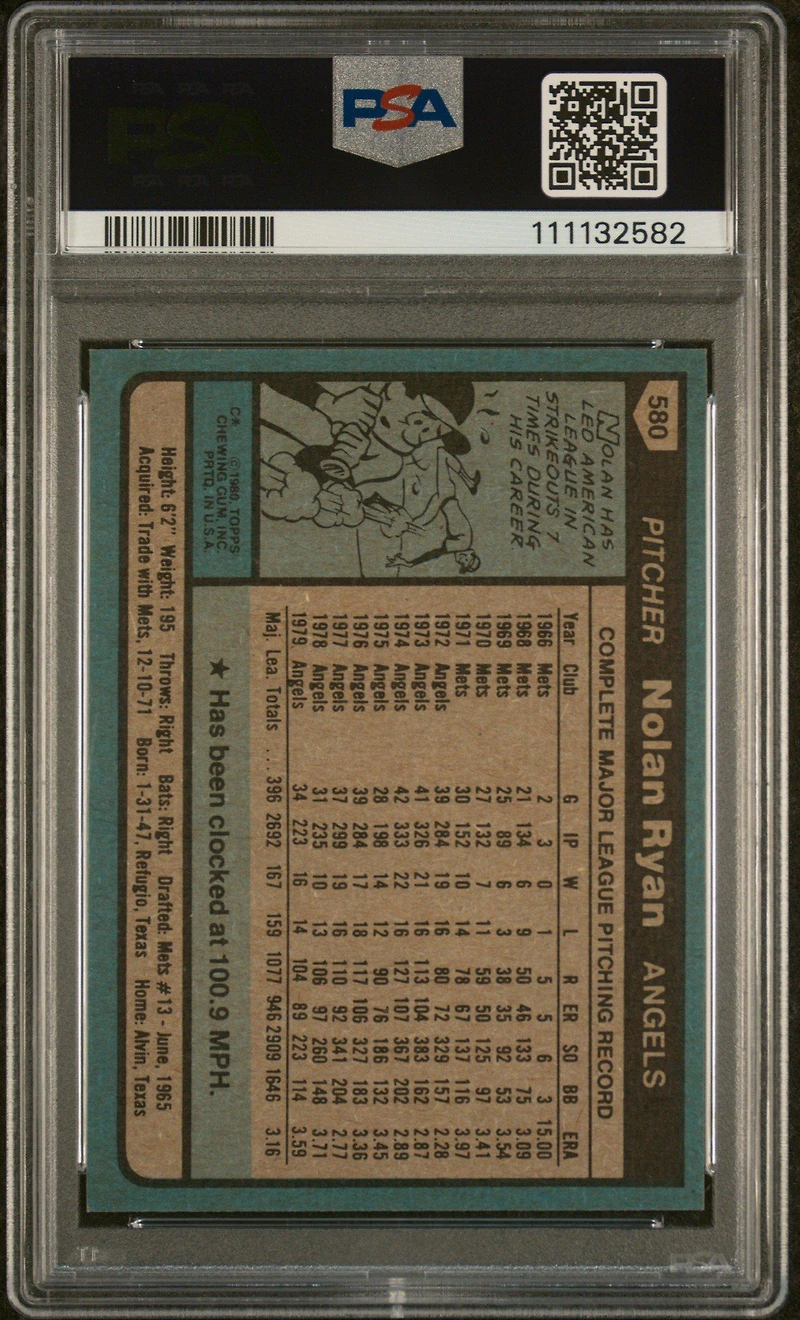 PSA
111132582
580 PITCHER Nolan Ryan ANGELS
NOLAN HAS
LED AMERICAN
LEAGUE IN
STRIKEOUTS 7
TIMES DURING
HIS CAREER
C* © 1980 TOPPS
CHEWING GUM, INC.
PRTD. IN U.S.A.
COMPLETE MAJOR LEAGUE PITCHING RECORD
Year Club G IP W L R ER SO BB ERA
1966 Mets 2 3 0 1 5 5 6 3 15.00
1968 Mets 21 134 6 9 50 46 133 75 3.09
1969 Mets 25 89 6 3 38 35 92 53 3.54
1970 Mets 27 132 7 11 59 50 125 97 3.41
1971 Mets 30 152 10 14 78 67 137 116 3.97
1972 Angels 39 284 19 16 80 72 329 157 2.28
1973 Angels 41 326 21 16 113 104 383 162 2.87
1974 Angels 42 333 22 16 127 107 367 202 2.89
1975 Angels 28 198 14 12 90 76 186 132 3.45
1976 Angels 39 284 17 18 117 106 327 183 3.36
1977 Angels 37 299 19 16 110 92 341 204 2.77
1978 Angels 31 235 10 13 106 97 260 148 3.71
1979 Angels 34 223 16 14 104 89 223 114 3.59
Maj. Lea. Totals ... 396 2692 167 159 1077 946 2909 1646 3.16
★ Has been clocked at 100.9 MPH.
Height: 6'2" Weight: 195 Throws: Right Bats: Right Drafted: Mets #13 - June, 1965
Acquired: Trade with Mets, 12-10-71 Born: 1-31-47, Refugio, Texas Home: Alvin, Texas
PSA